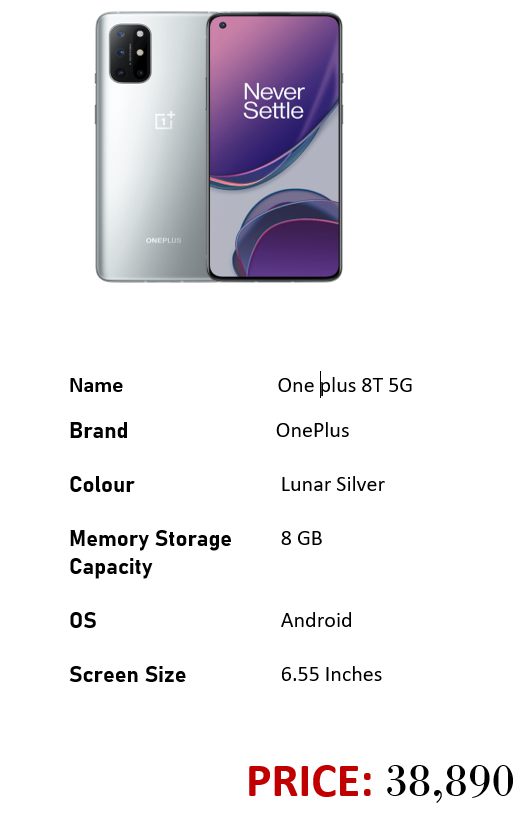 Never
Settle
1+
ONEPLUS
Name One plus 8T 5G
Brand OnePlus
Colour Lunar Silver
Memory Storage 8 GB
Capacity
OS Android
Screen Size 6.55 Inches
PRICE: 38,890